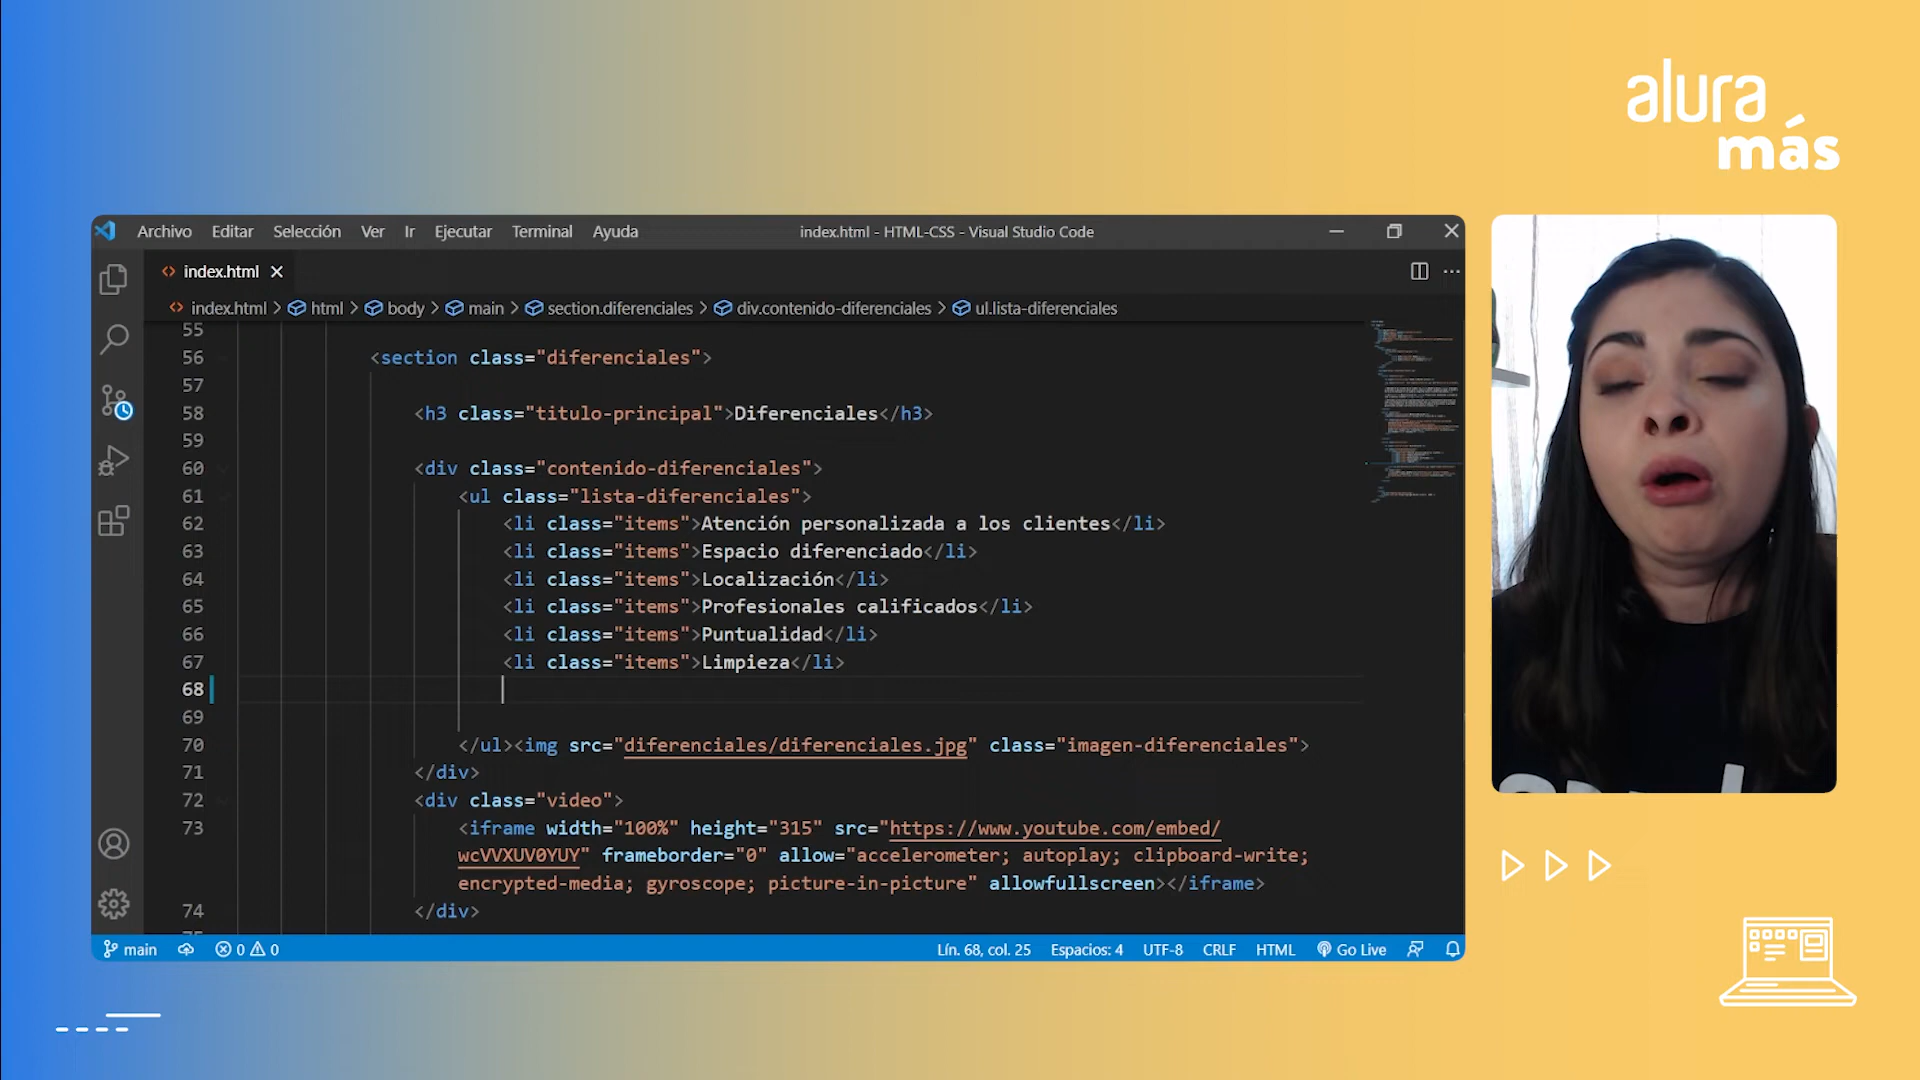 alura
más
Archivo Editar Selección Ver Ir Ejecutar Terminal Ayuda index.html - HTML-CSS - Visual Studio Code
index.html
index.html > html > body > main > section.diferenciales > div.contenido-diferenciales > ul.lista-diferenciales
55
56 <section class="diferenciales">
57
58 <h3 class="titulo-principal">Diferenciales</h3>
59
60 <div class="contenido-diferenciales">
61 <ul class="lista-diferenciales">
62 <li class="items">Atención personalizada a los clientes</li>
63 <li class="items">Espacio diferenciado</li>
64 <li class="items">Localización</li>
65 <li class="items">Profesionales calificados</li>
66 <li class="items">Puntualidad</li>
67 <li class="items">Limpieza</li>
68
69
70 </ul><img src="diferenciales/diferenciales.jpg" class="imagen-diferenciales">
71 </div>
72 <div class="video">
73 <iframe width="100%" height="315" src="https://www.youtube.com/embed/
wcVVXUV0YUY" frameborder="0" allow="accelerometer; autoplay; clipboard-write;
encrypted-media; gyroscope; picture-in-picture" allowfullscreen></iframe>
74 </div>
main 0 0 Lín. 68, col. 25 Espacios: 4 UTF-8 CRLF HTML Go Live